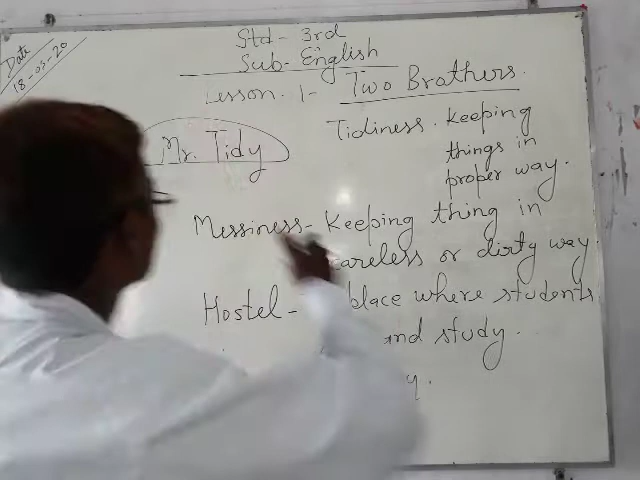 Date
18-05-20
Std- 3rd
Sub- English
Lesson. 1- Two Brothers.
Mr. Tidy
Tidiness. Keeping
things in
proper way.
Messiness- Keeping thing in
careless or dirty way.
Hostel- place where students
and study.